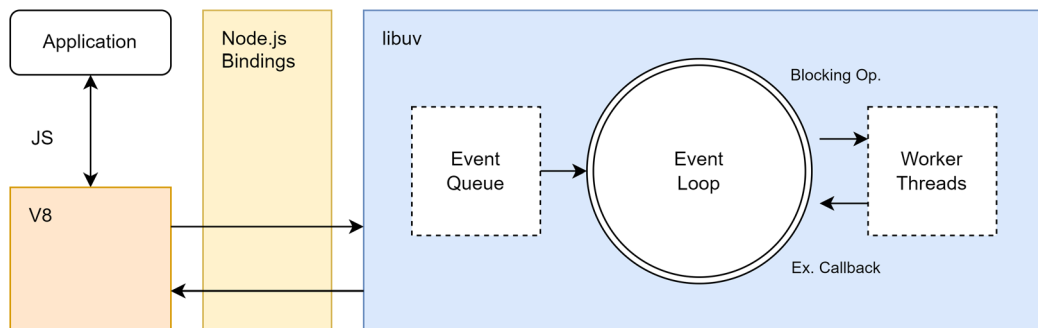 Application
JS
V8
Node.js
Bindings
libuv
Event
Queue
Event
Loop
Blocking Op.
Ex. Callback
Worker
Threads